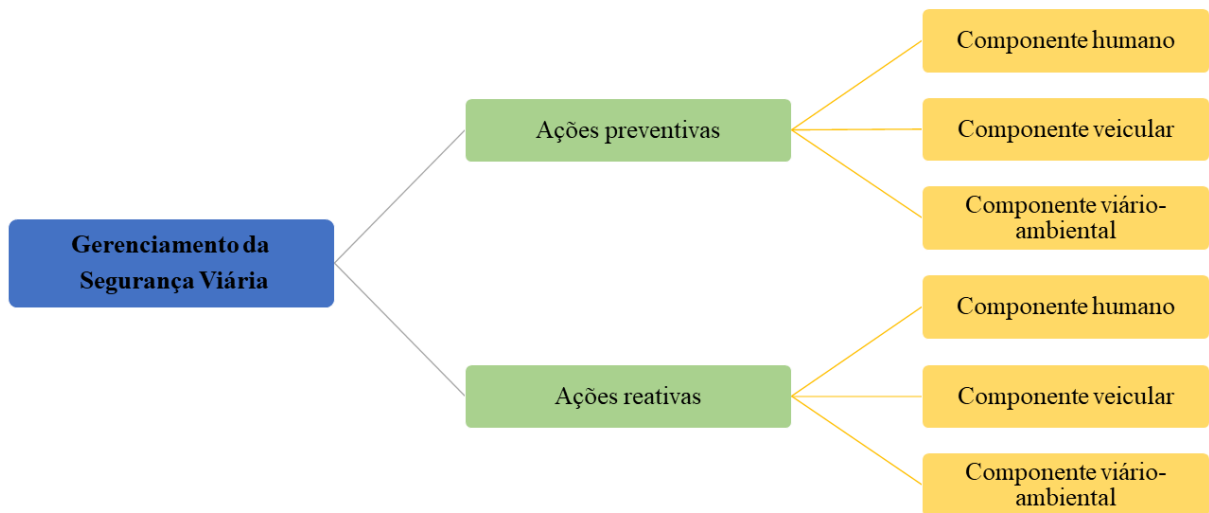 Gerenciamento da
Segurança Viária
Ações preventivas
Componente humano
Componente veicular
Componente viário-
ambiental
Ações reativas
Componente humano
Componente veicular
Componente viário-
ambiental